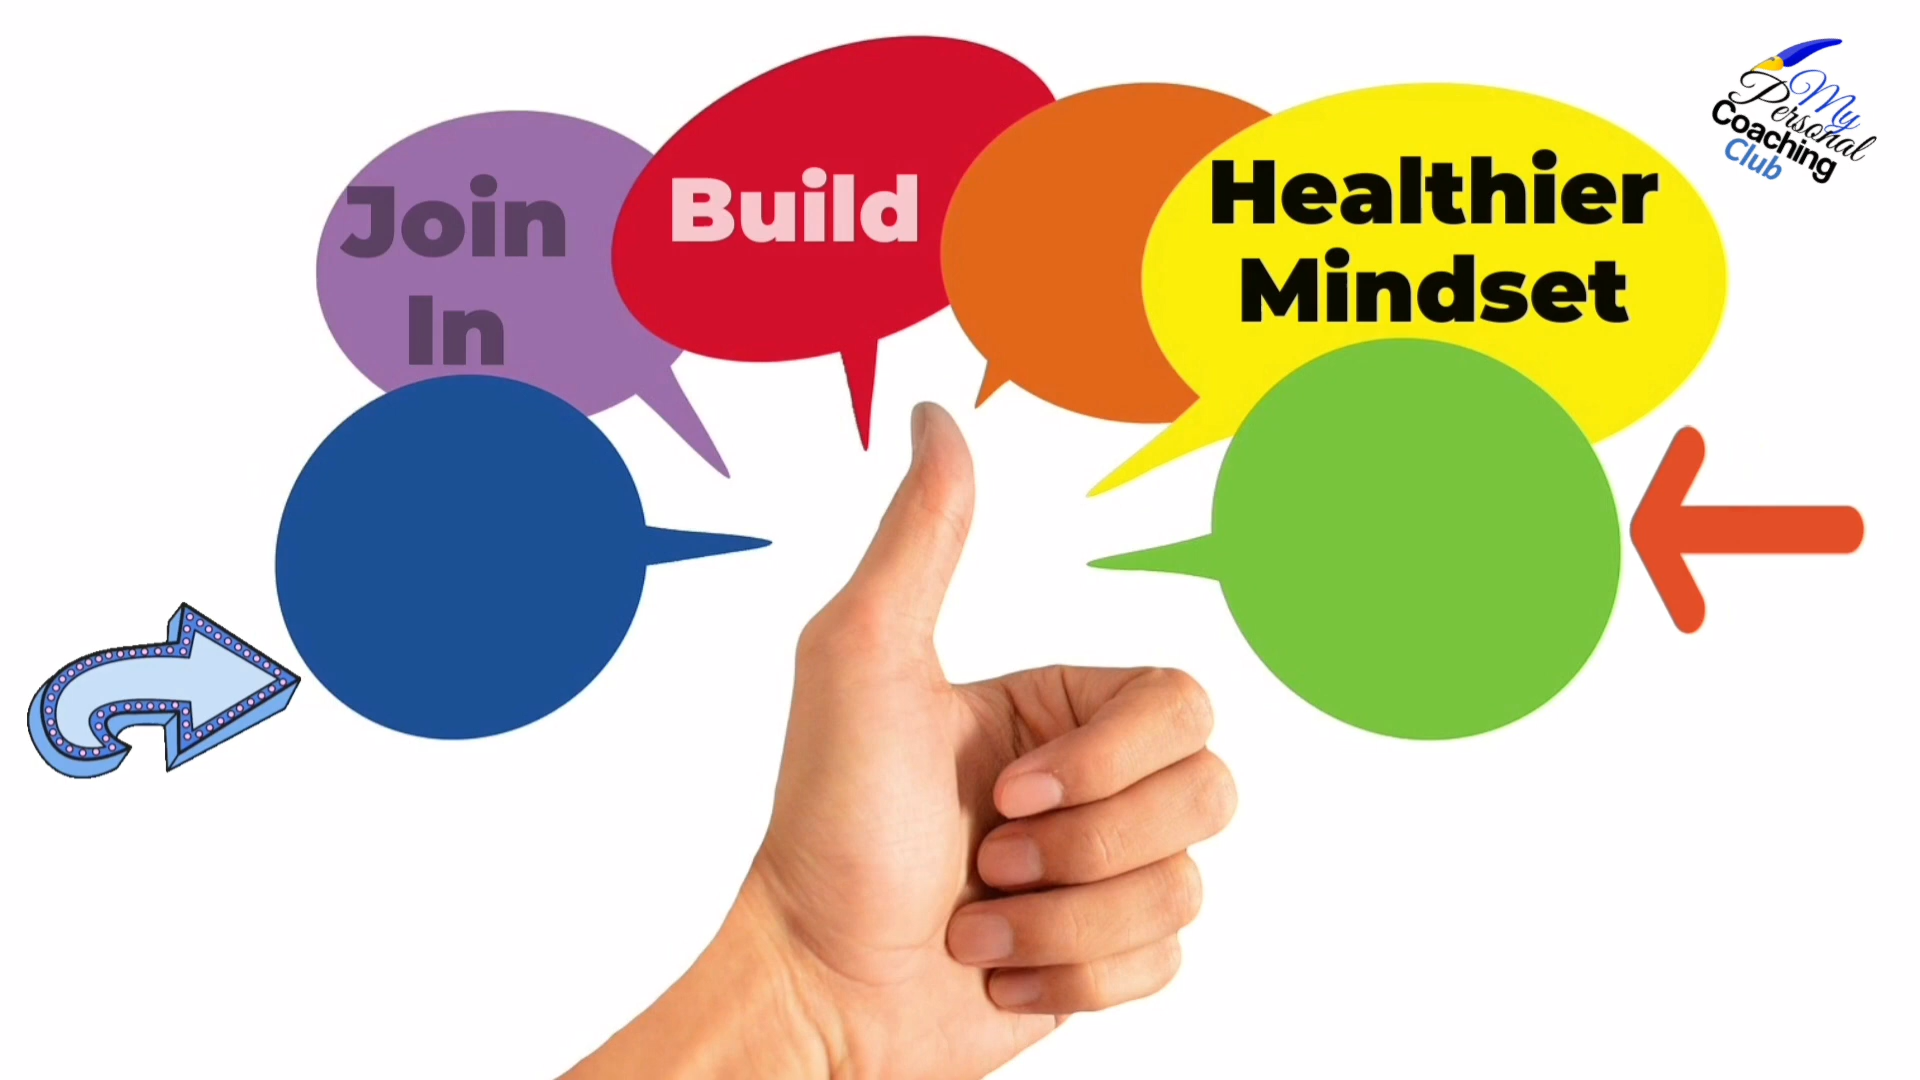 Join
In
Build
Healthier
Mindset
My
Personal
Coaching
Club